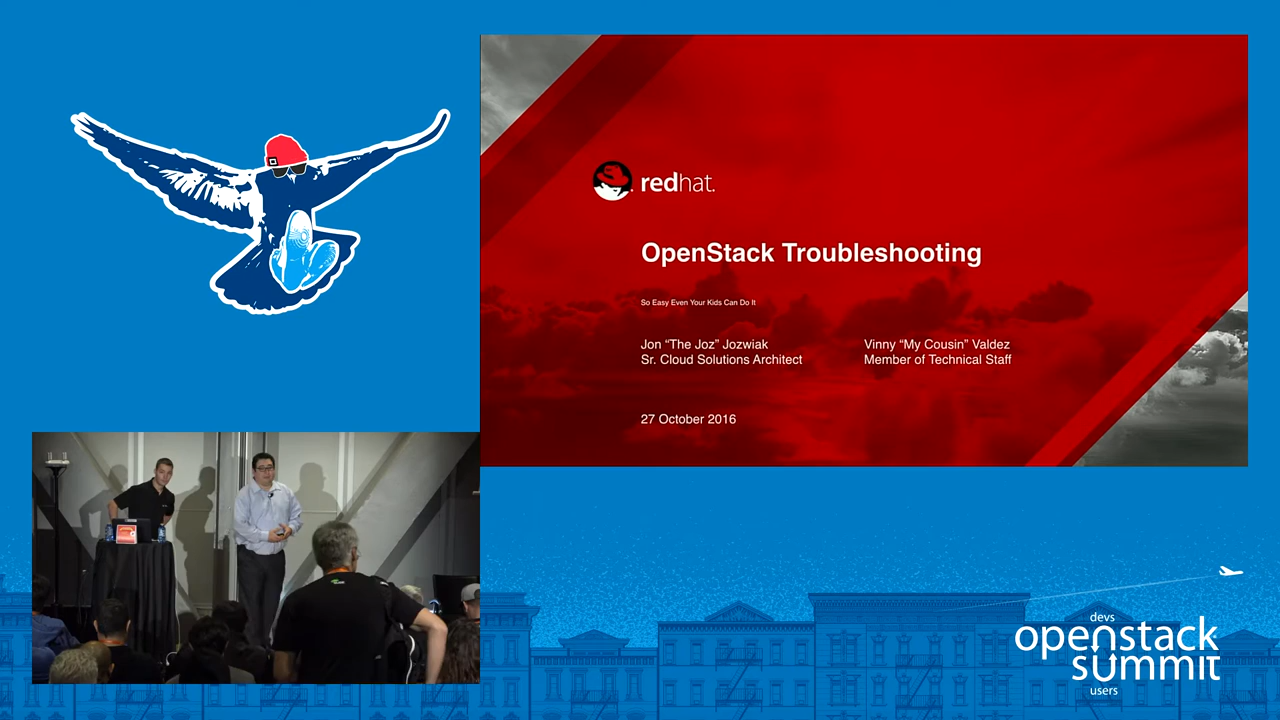 redhat.
OpenStack Troubleshooting
So Easy Even Your Kids Can Do It
Jon “The Joz” Jozwiak
Sr. Cloud Solutions Architect
Vinny “My Cousin” Valdez
Member of Technical Staff
27 October 2016
devs
openstack
summit
users